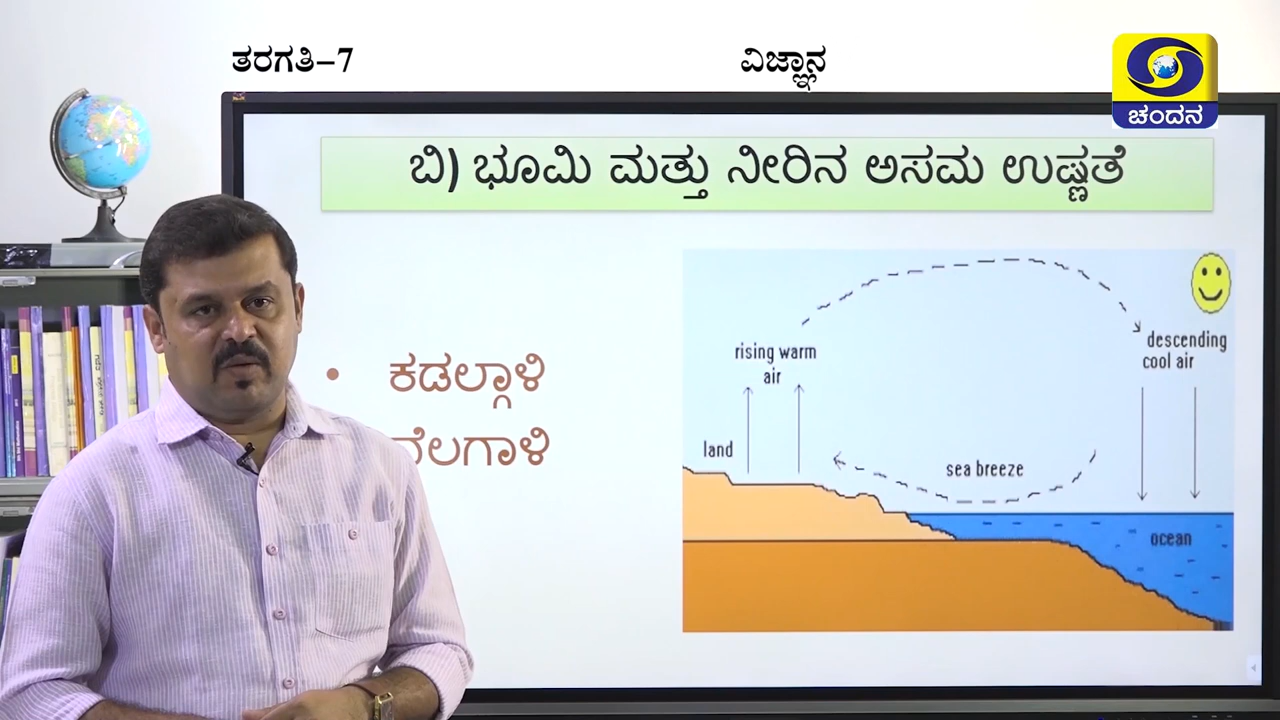 ತರಗತಿ–7
ವಿಜ್ಞಾನ
ಚಂದನ
ಬಿ) ಭೂಮಿ ಮತ್ತು ನೀರಿನ ಅಸಮ ಉಷ್ಣತೆ
• ಕಡಲ್ಗಾಳಿ
descending
cool air
rising warm
air
land
sea breeze
ocean